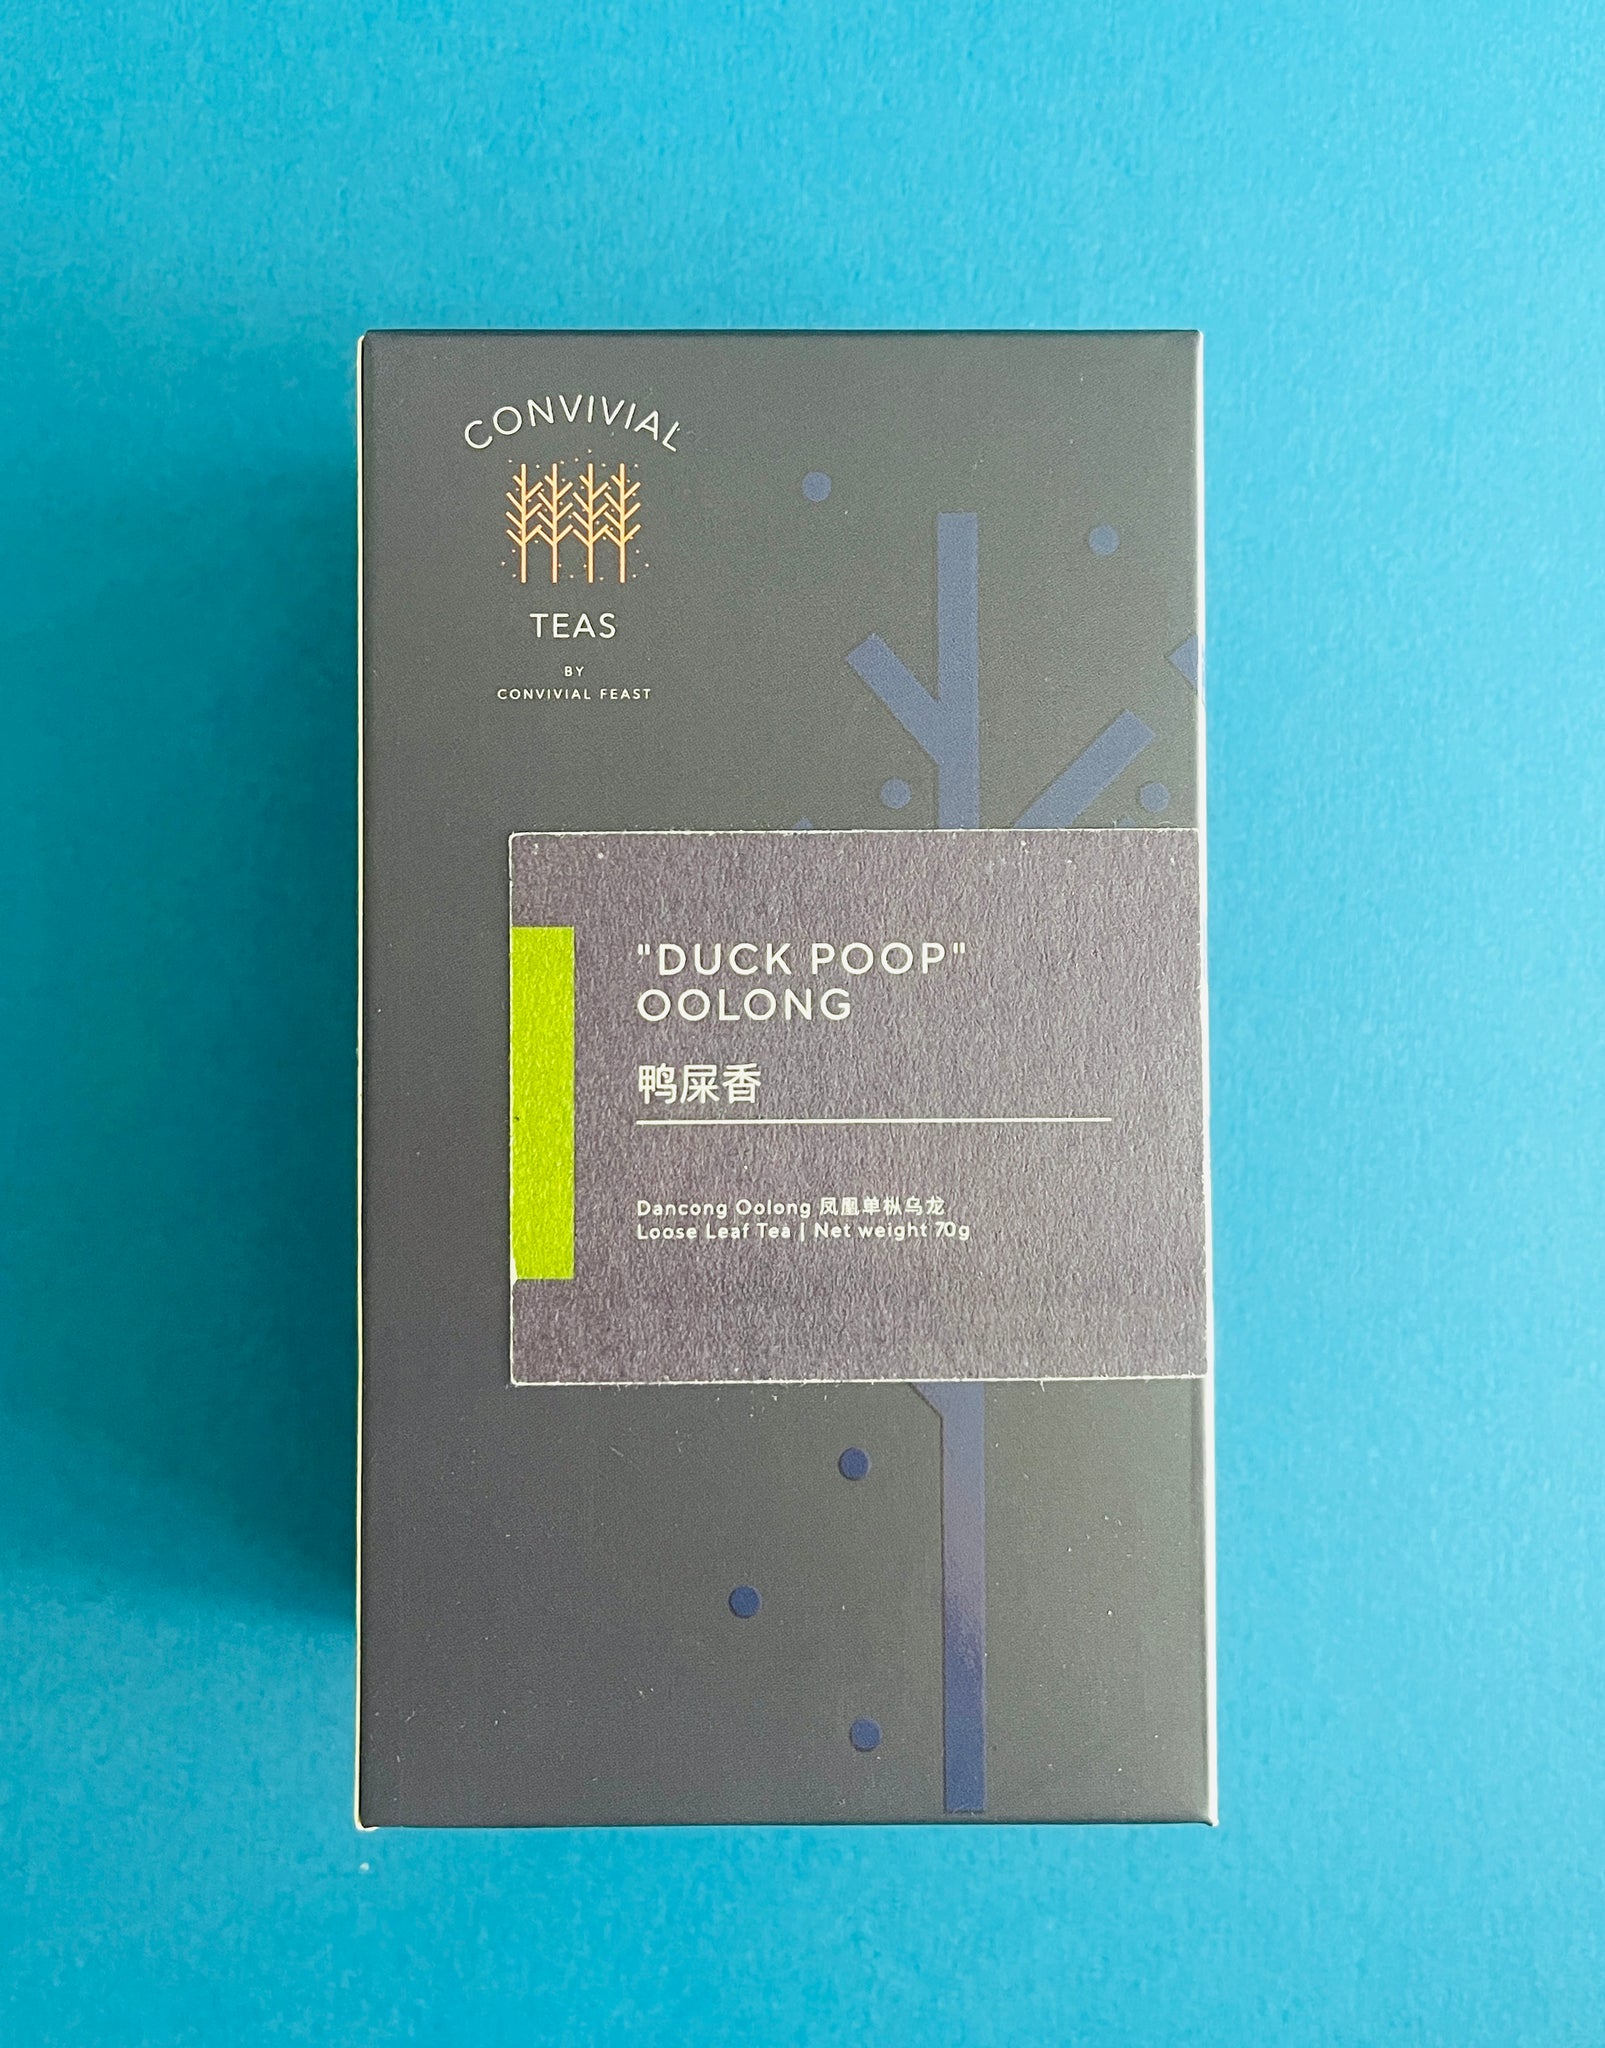 CONVIVIAL
TEAS
BY
CONVIVIAL FEAST
"DUCK POOP"
OOLONG
鸭屎香
Dancong Oolong 凤凰单枞乌龙
Loose Leaf Tea | Net weight 70g